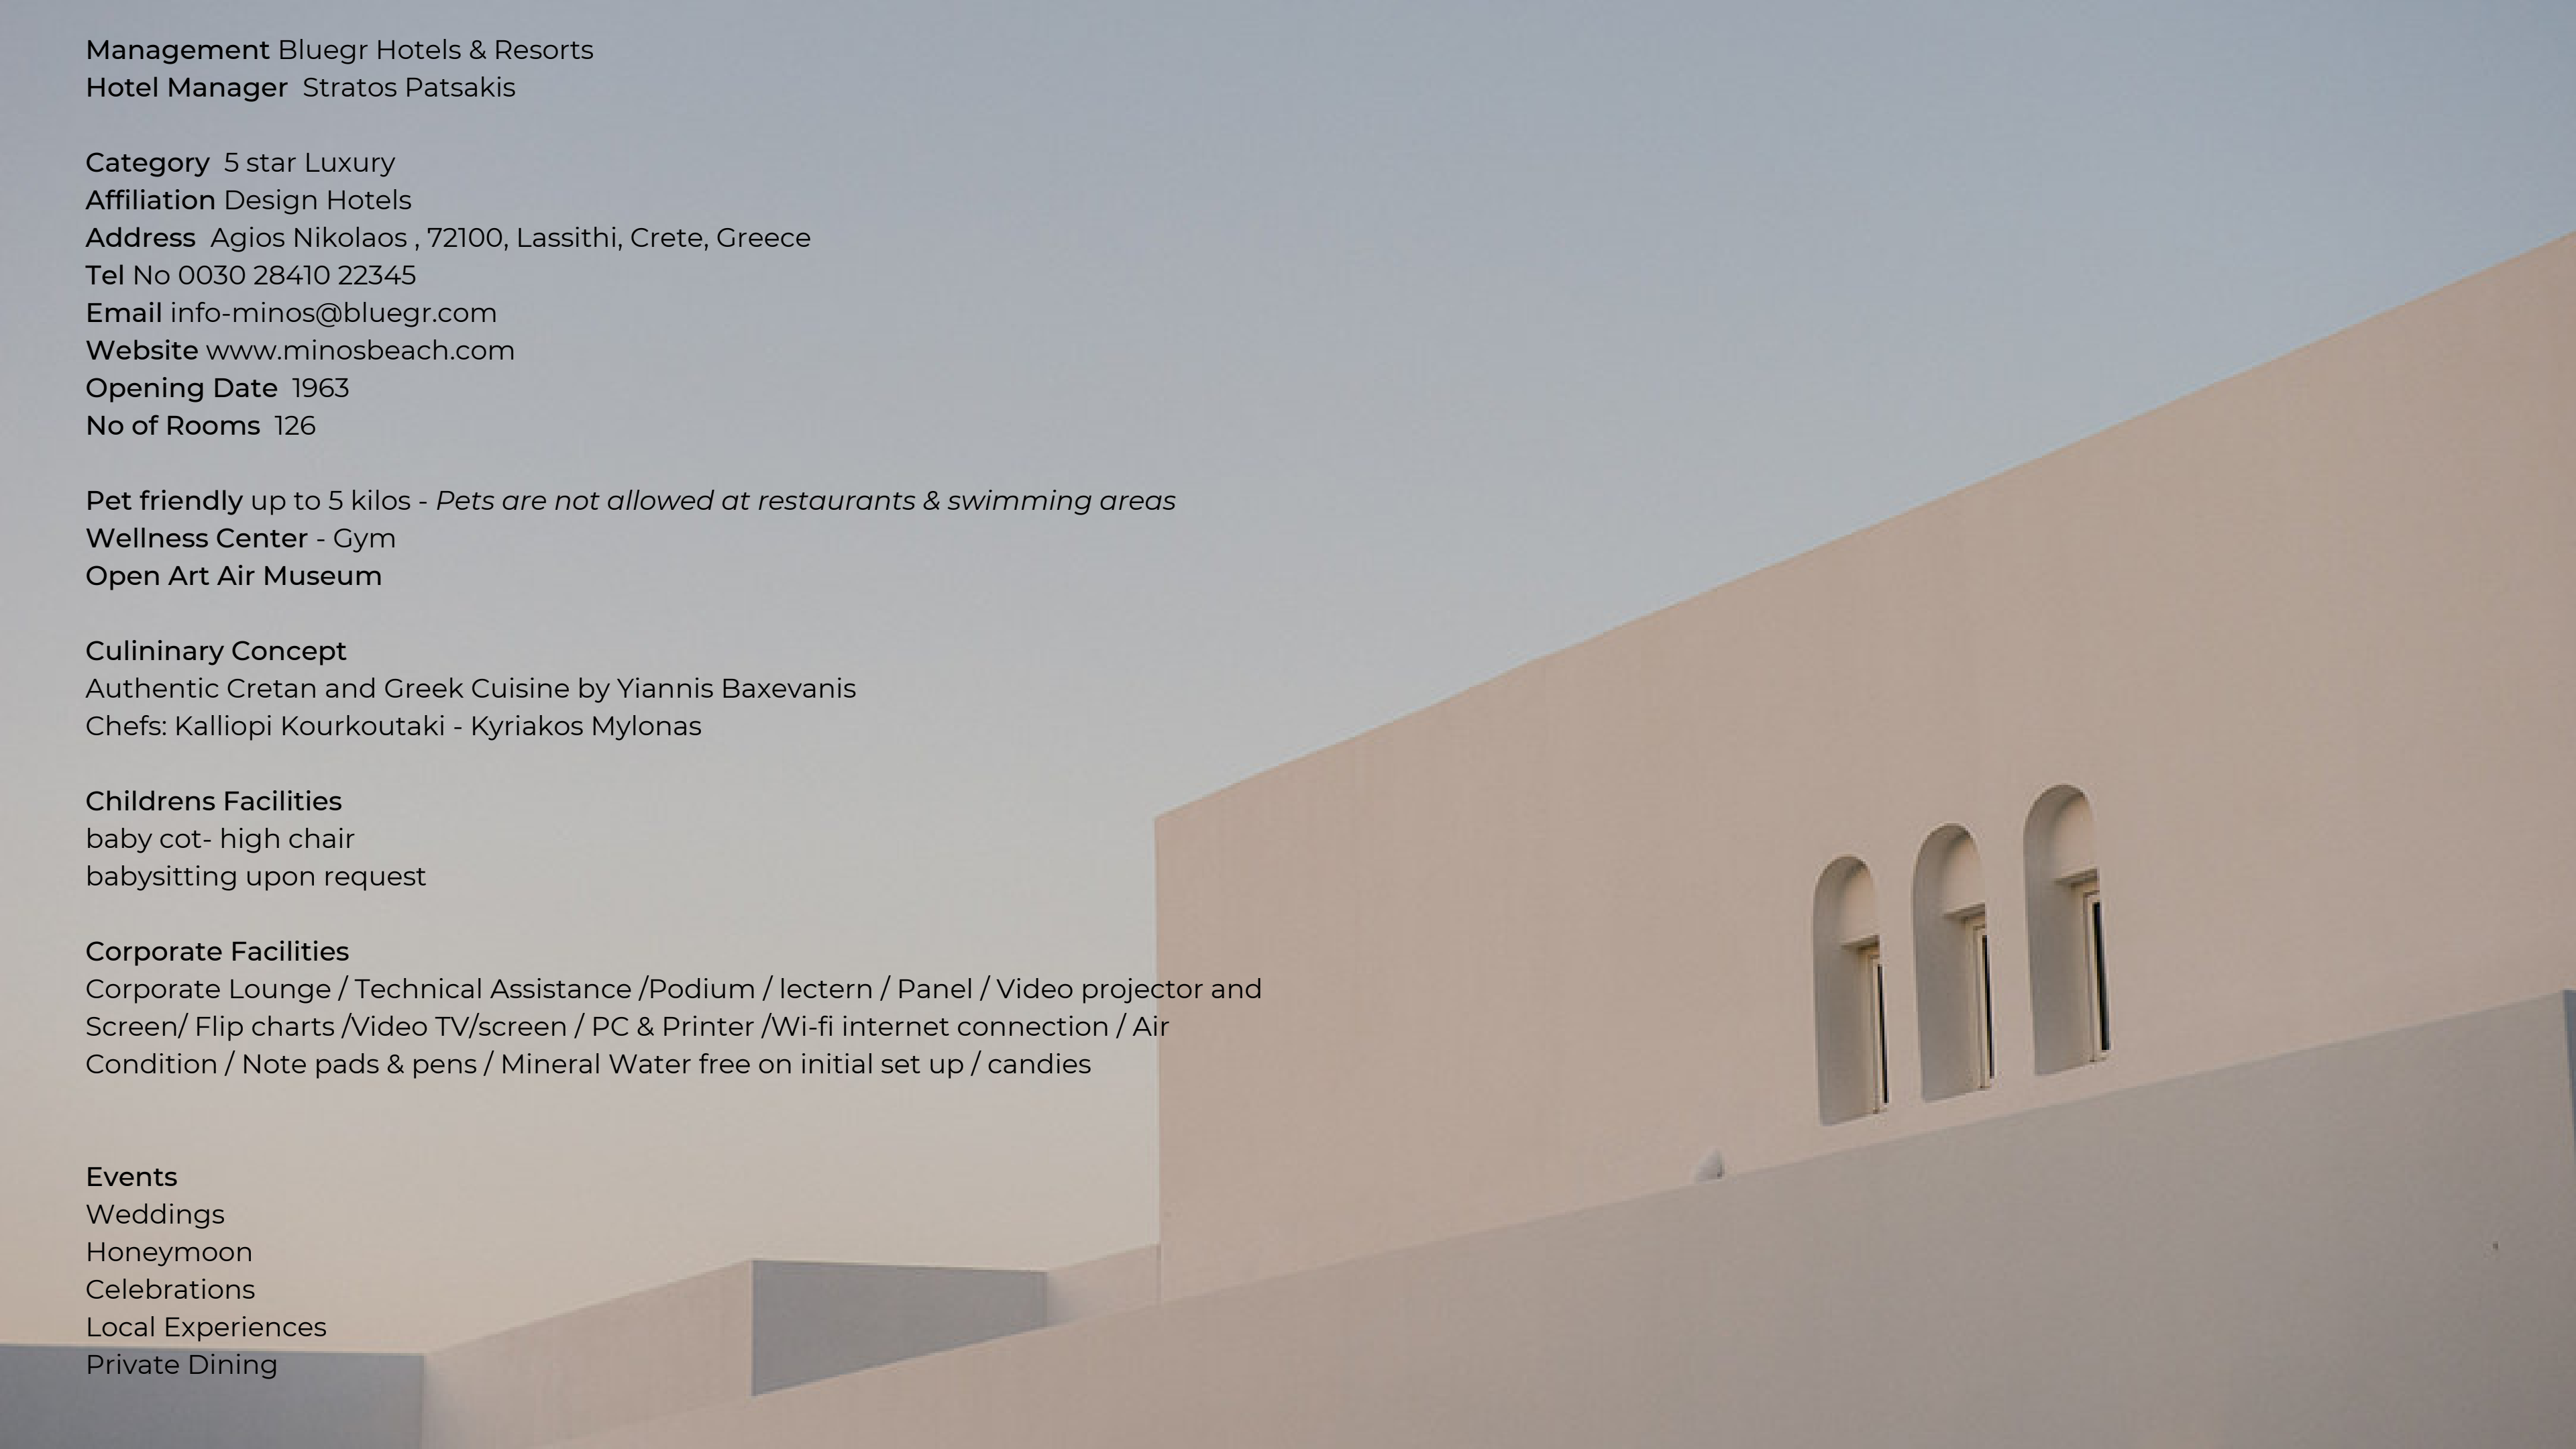 Management Bluegr Hotels & Resorts
Hotel Manager Stratos Patsakis
Category 5 star Luxury
Affiliation Design Hotels
Address Agios Nikolaos , 72100, Lassithi, Crete, Greece
Tel No 0030 28410 22345
Email info-minos@bluegr.com
Website www.minosbeach.com
Opening Date 1963
No of Rooms 126
Pet friendly up to 5 kilos - Pets are not allowed at restaurants & swimming areas
Wellness Center - Gym
Open Art Air Museum
Culininary Concept
Authentic Cretan and Greek Cuisine by Yiannis Baxevanis
Chefs: Kalliopi Kourkoutaki - Kyriakos Mylonas
Childrens Facilities
baby cot- high chair
babysitting upon request
Corporate Facilities
Corporate Lounge / Technical Assistance /Podium / lectern / Panel / Video projector and
Screen/ Flip charts /Video TV/screen / PC & Printer /Wi-fi internet connection / Air
Condition / Note pads & pens / Mineral Water free on initial set up / candies
Events
Weddings
Honeymoon
Celebrations
Local Experiences
Private Dining